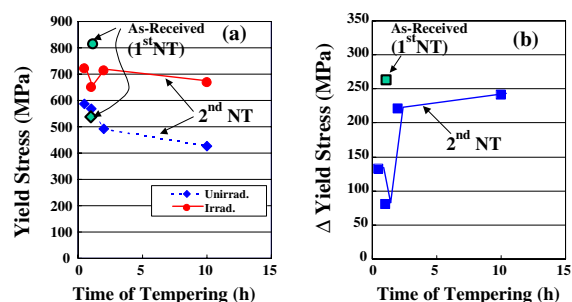 Yield Stress (MPa)
900
800
700
600
500
400
300
200
100
0
0
5
10
15
Time of Tempering (h)
As-Received
(1st NT)
(a)
2nd NT
Unirrad.
Irrad.
Δ Yield Stress (MPa)
350
300
250
200
150
100
50
0
0
5
10
15
Time of Tempering (h)
As-Received
(1st NT)
(b)
2nd NT